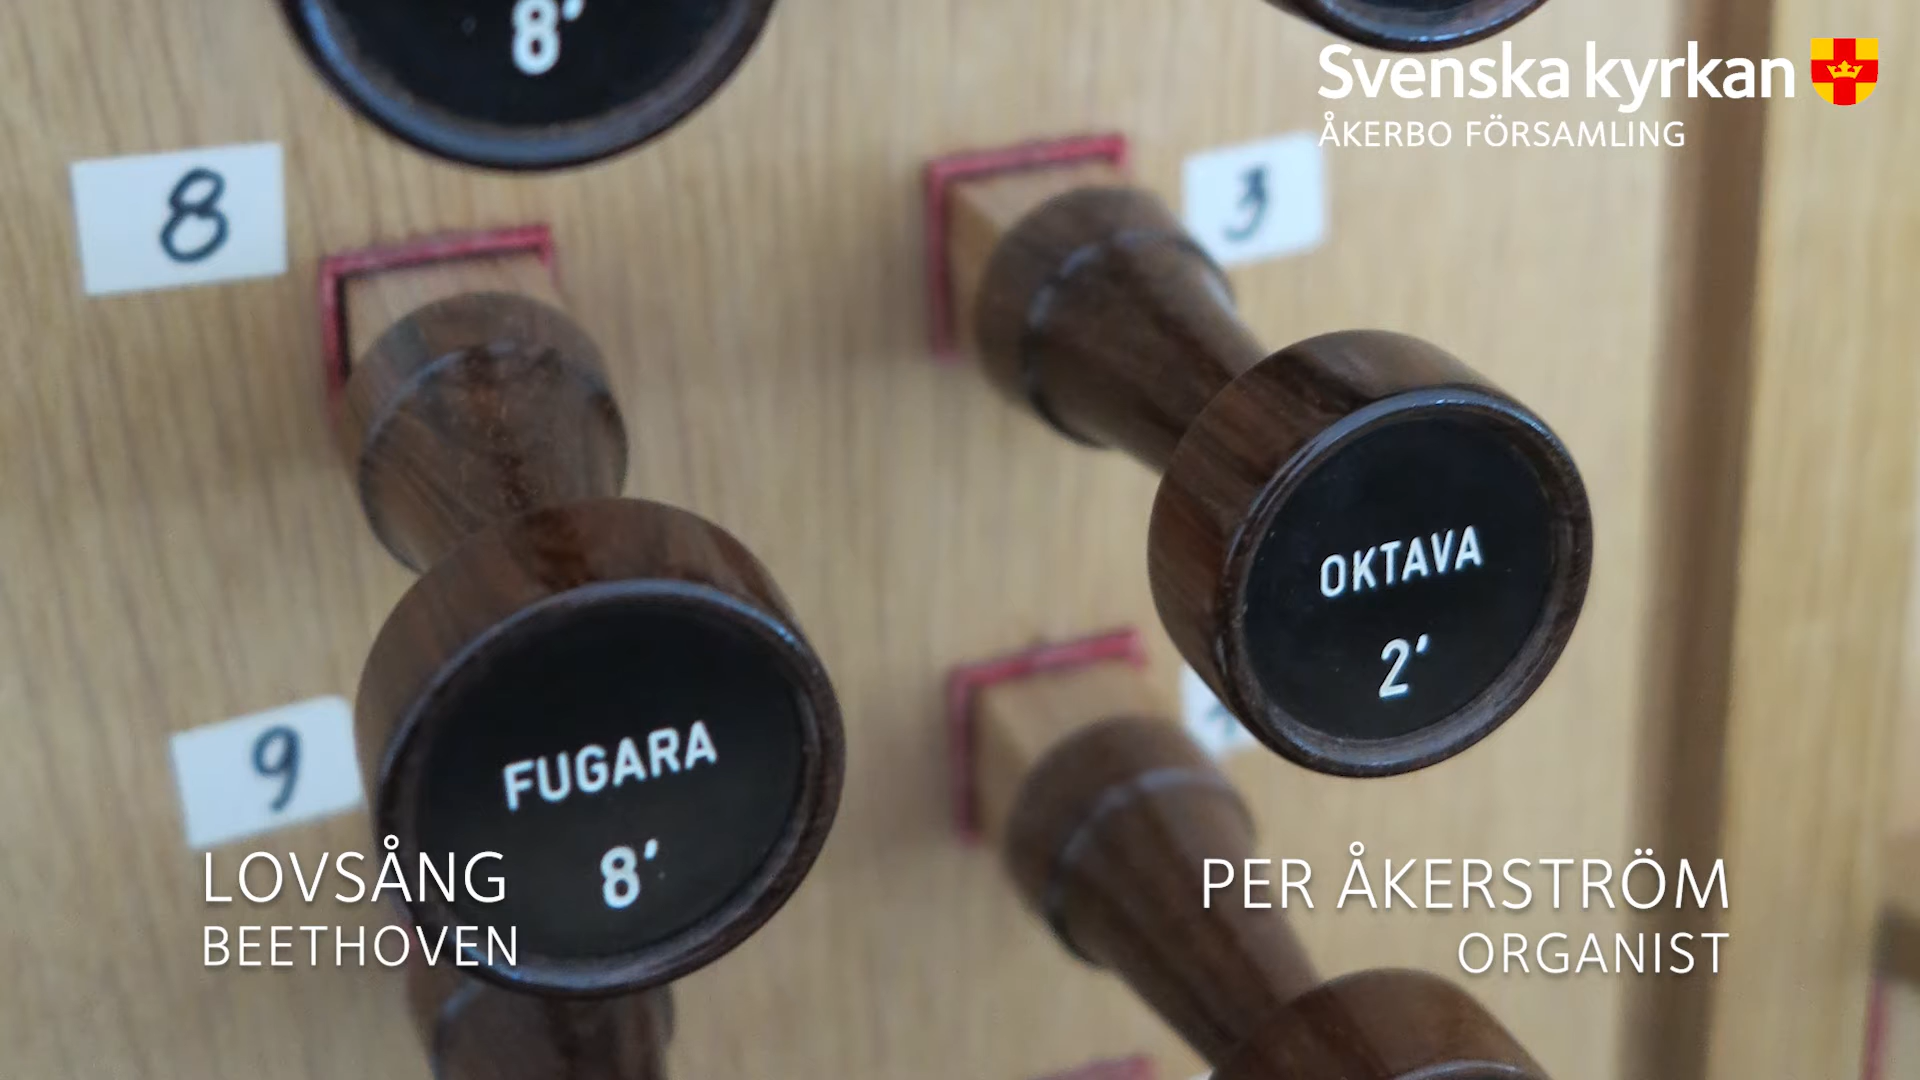 8′
Svenska kyrkan
ÅKERBO FÖRSAMLING
8
3
OKTAVA
2′
9
FUGARA
8′
LOVSÅNG
BEETHOVEN
PER ÅKERSTRÖM
ORGANIST